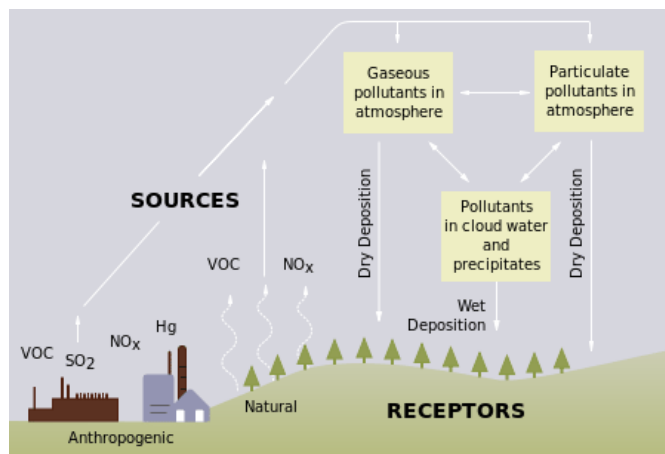 Gaseous
pollutants in
atmosphere
Particulate
pollutants in
atmosphere
SOURCES
Dry Deposition
Pollutants
in cloud water
and
precipitates
Dry Deposition
VOC
NOx
Wet
Deposition
VOC
SO2
NOx
Hg
Natural
RECEPTORS
Anthropogenic